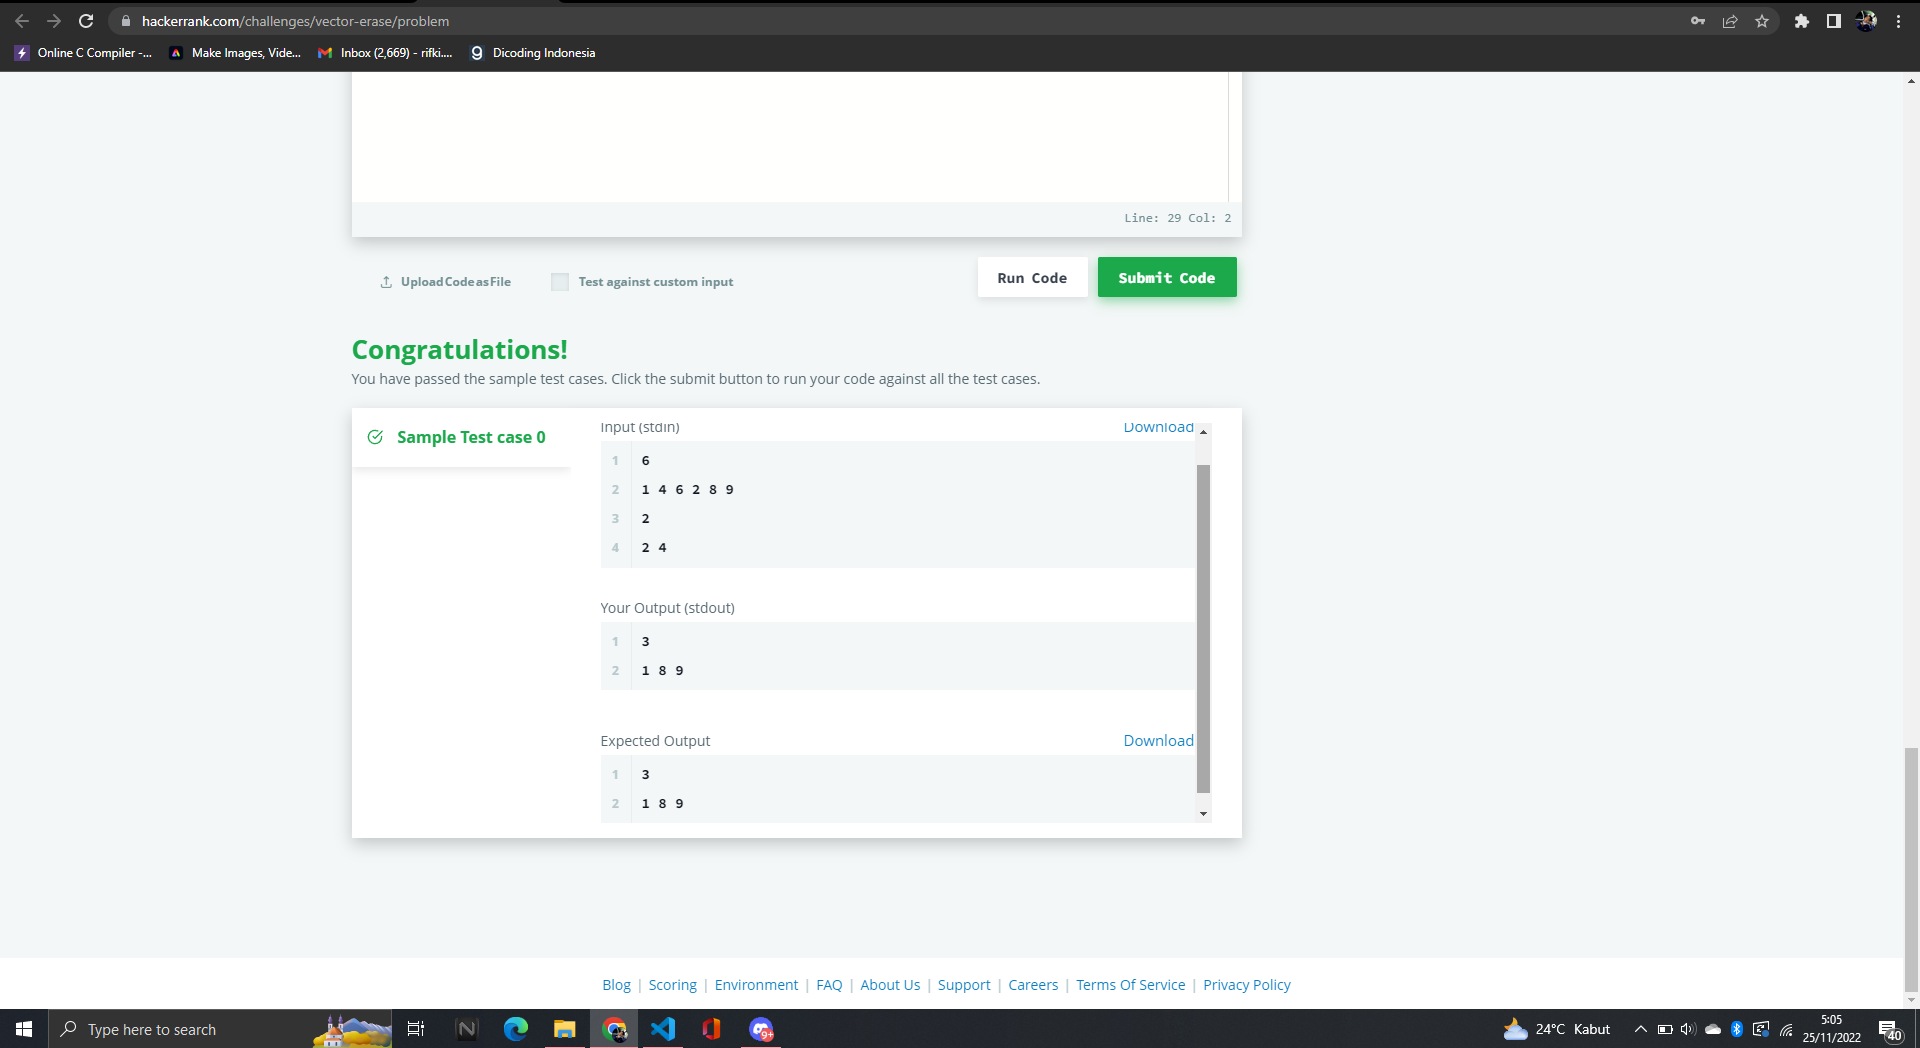 hackerrank.com/challenges/vector-erase/problem
Online C Compiler -...
Make Images, Vide...
Inbox (2,669) - rifki....
Dicoding Indonesia
Line: 29 Col: 2
Upload Code as File
Test against custom input
Run Code
Submit Code
Congratulations!
You have passed the sample test cases. Click the submit button to run your code against all the test cases.
Sample Test case 0
Input (stdin)
Download
1 6
2 1 4 6 2 8 9
3 2
4 2 4
Your Output (stdout)
1 3
2 1 8 9
Expected Output
Download
1 3
2 1 8 9
Blog | Scoring | Environment | FAQ | About Us | Support | Careers | Terms Of Service | Privacy Policy
Type here to search
9+
24°C Kabut
5:05
25/11/2022
40